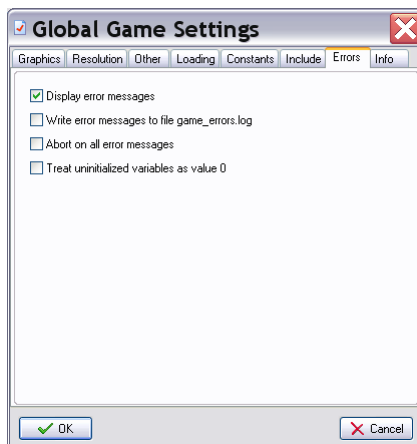 Global Game Settings
Graphics Resolution Other Loading Constants Include Errors Info
Display error messages
Write error messages to file game_errors.log
Abort on all error messages
Treat uninitialized variables as value 0
OK Cancel